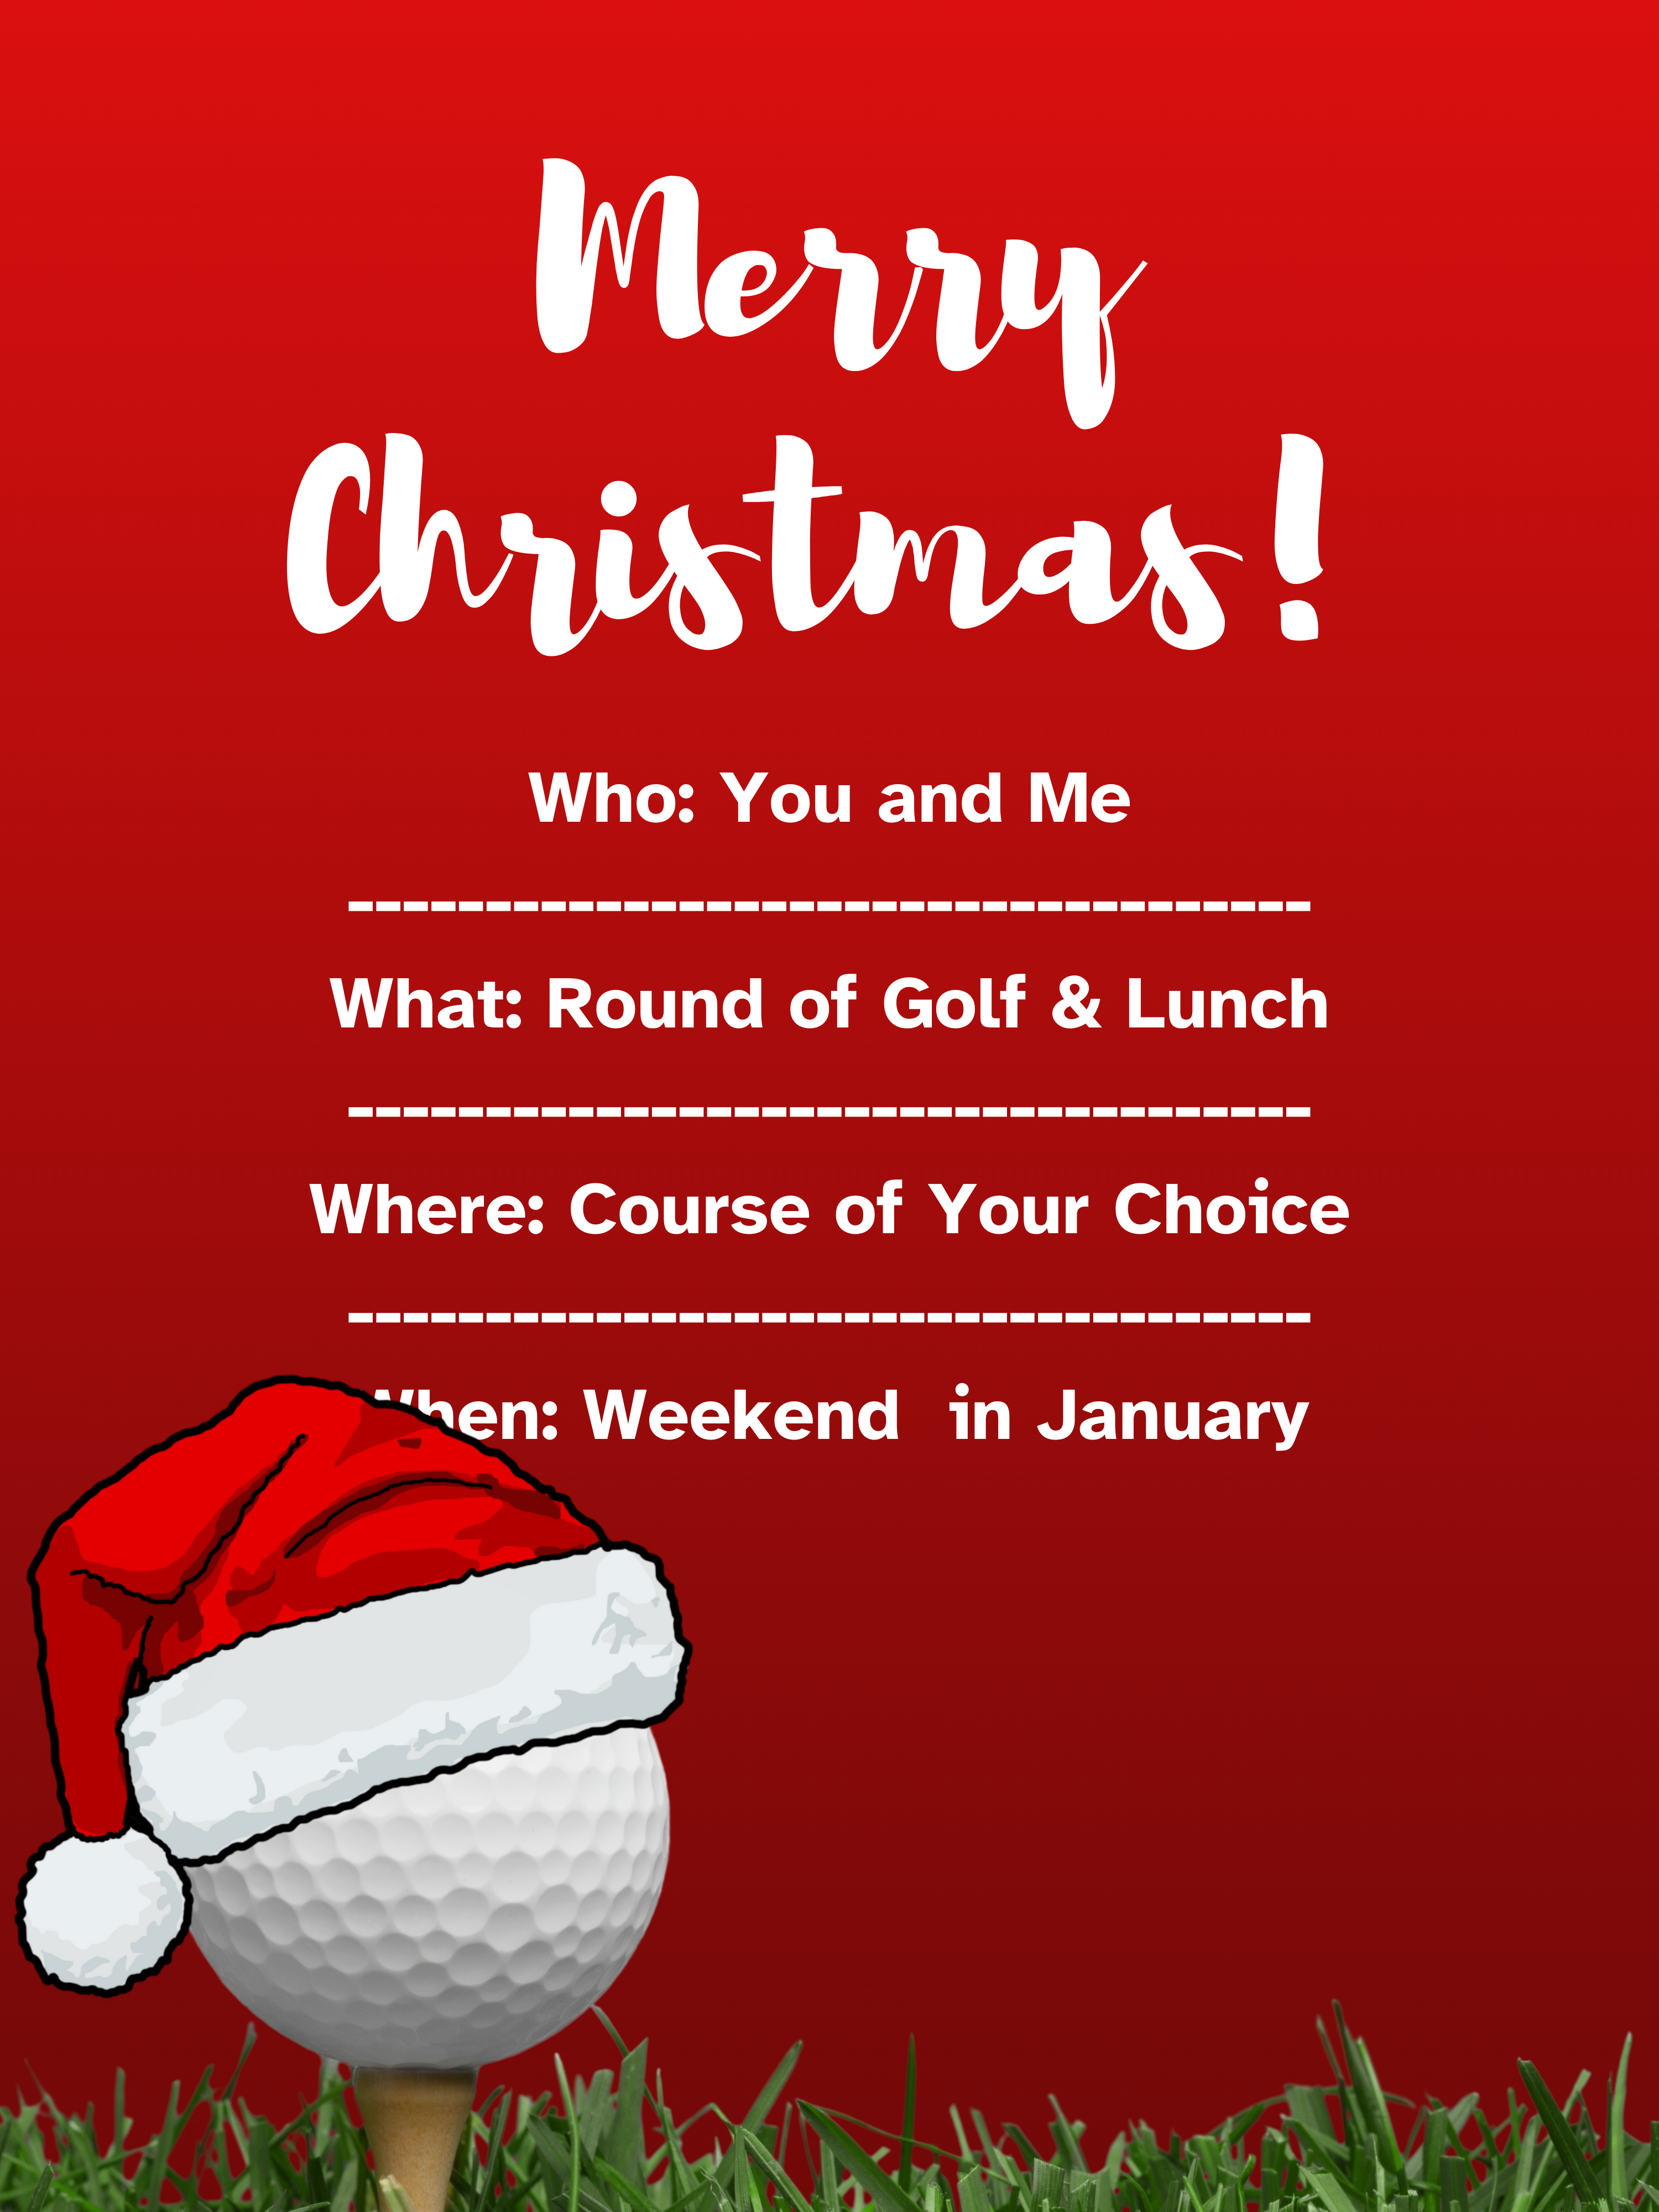 Merry
Christmas!
Who: You and Me
-----------------------------------
What: Round of Golf & Lunch
-----------------------------------
Where: Course of Your Choice
-----------------------------------
When: Weekend  in January